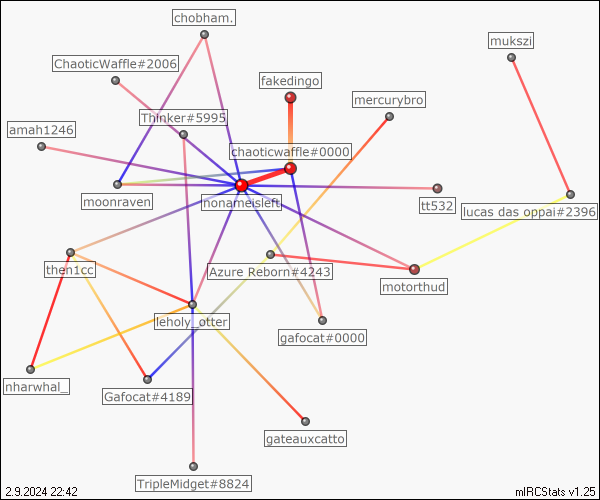 chobham.
mukszi
ChaoticWaffle#2006
fakedingo
mercurybro
Thinker#5995
amah1246
chaoticwaffle#0000
moonraven
nonameisleft
tt532
lucas das oppai#2396
then1cc
Azure_Reborn#4243
motorthud
leholy_otter
gafocat#0000
nharwhal_
Gafocat#4189
gateauxcatto
TripleMidget#8824
2.9.2024 22:42
mIRCStats v1.25